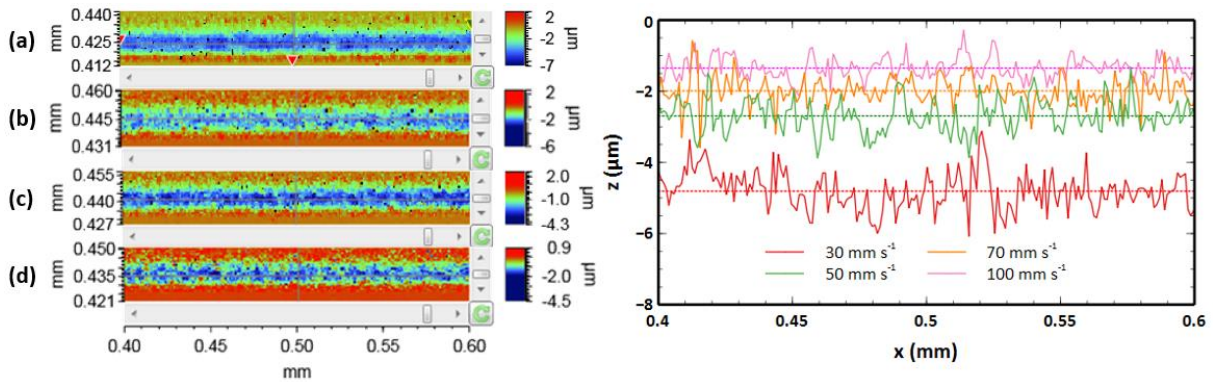 (a)
mm
0.440
0.425
0.412
2
-2
-7
µm
(b)
mm
0.460
0.445
0.431
2
-1
-6
µm
(c)
mm
0.455
0.440
0.427
2.0
-1.0
-4.3
µm
(d)
mm
0.450
0.435
0.421
0.9
-2.0
-4.5
µm
0.40 0.45 0.50 0.55 0.60
mm
z (µm)
0
−2
−4
−6
−8
30 mm s⁻¹ 70 mm s⁻¹
50 mm s⁻¹ 100 mm s⁻¹
0.4 0.45 0.5 0.55 0.6
x (mm)